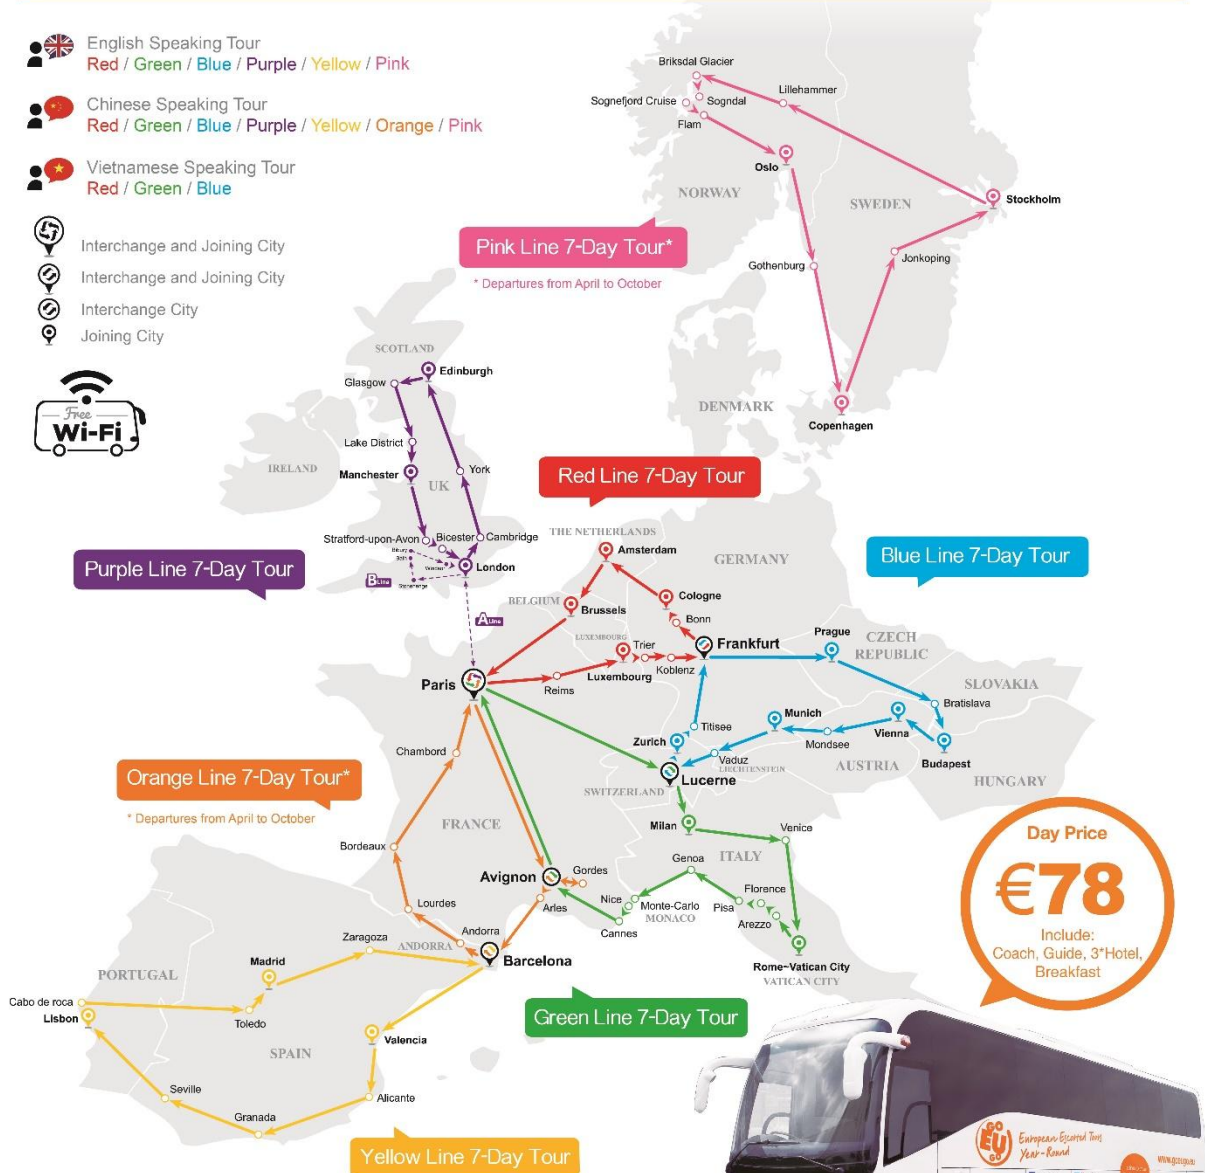 English Speaking Tour
Red / Green / Blue / Purple / Yellow / Pink
Chinese Speaking Tour
Red / Green / Blue / Purple / Yellow / Orange / Pink
Vietnamese Speaking Tour
Red / Green / Blue
Interchange and Joining City
Interchange and Joining City
Interchange City
Joining City
Free
Wi-Fi
Briksdal Glacier
Lillehammer
Sognefjord Cruise
Sogndal
Flam
Oslo
NORWAY
SWEDEN
Stockholm
Pink Line 7-Day Tour*
* Departures from April to October
Gothenburg
Jonkoping
DENMARK
Copenhagen
SCOTLAND
Edinburgh
Glasgow
Lake District
IRELAND
Manchester
UK
York
Stratford-upon-Avon
Bicester
Cambridge
Bibury
Bath
Windsor
Stonehenge
London
B Line
A Line
Purple Line 7-Day Tour
Red Line 7-Day Tour
THE NETHERLANDS
Amsterdam
GERMANY
Blue Line 7-Day Tour
BELGIUM
Brussels
Cologne
Bonn
LUXEMBOURG
Trier
Frankfurt
Luxembourg
Koblenz
Reims
Paris
Prague
CZECH
REPUBLIC
SLOVAKIA
Bratislava
Munich
Vienna
Mondsee
Budapest
AUSTRIA
HUNGARY
Titisee
Zurich
Vaduz
LIECHTENSTEIN
Lucerne
SWITZERLAND
Chambord
Orange Line 7-Day Tour*
* Departures from April to October
FRANCE
Bordeaux
Milan
Venice
ITALY
Genoa
Avignon
Gordes
Arles
Nice
Monte-Carlo
MONACO
Cannes
Pisa
Florence
Arezzo
Rome-Vatican City
VATICAN CITY
Lourdes
Andorra
ANDORRA
Zaragoza
Barcelona
Madrid
PORTUGAL
Cabo de roca
Lisbon
Toledo
SPAIN
Valencia
Seville
Granada
Alicante
Green Line 7-Day Tour
Yellow Line 7-Day Tour
Day Price
€78
Include:
Coach, Guide, 3*Hotel,
Breakfast
GO
EU
GO
European Escorted Tours
Year-Round